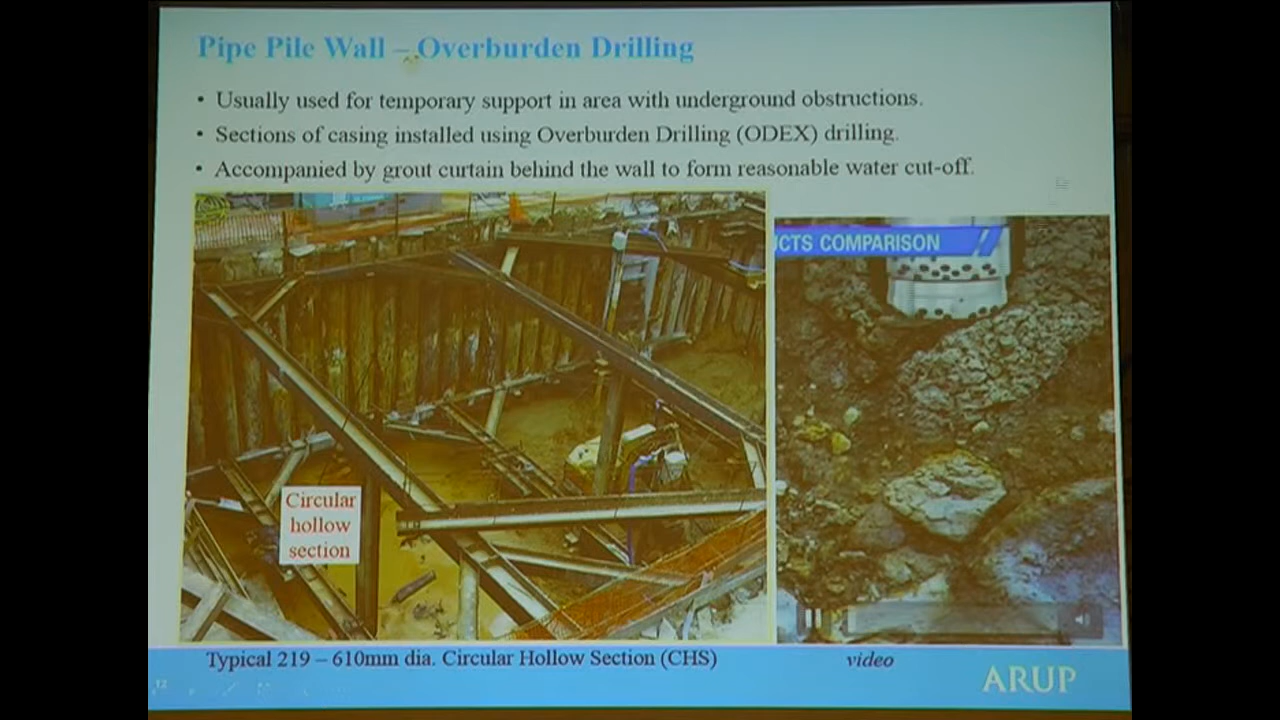 Pipe Pile Wall – Overburden Drilling
• Usually used for temporary support in area with underground obstructions.
• Sections of casing installed using Overburden Drilling (ODEX) drilling.
• Accompanied by grout curtain behind the wall to form reasonable water cut-off.
UCTS COMPARISON
Circular
hollow
section
Typical 219 – 610mm dia. Circular Hollow Section (CHS)
video
ARUP
12